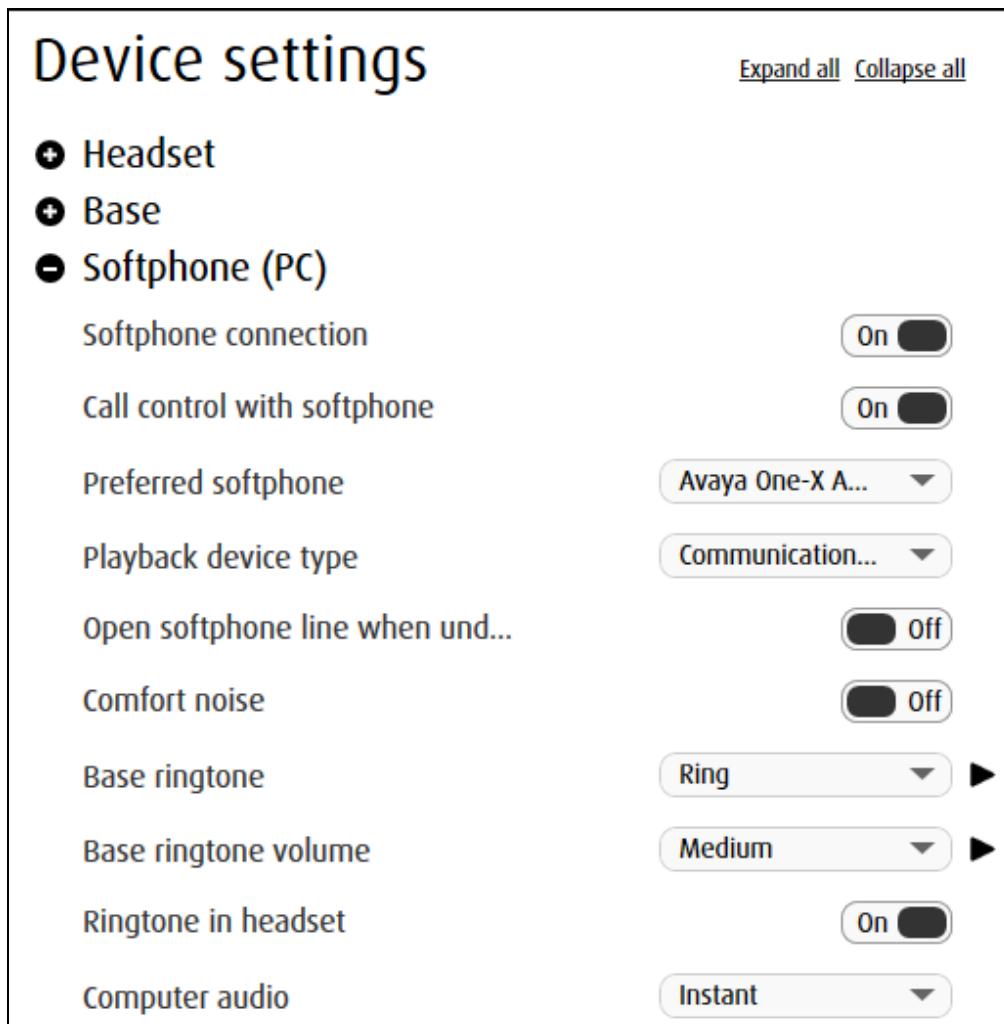 Device settings Expand all Collapse all
Headset
Base
Softphone (PC)
Softphone connection On
Call control with softphone On
Preferred softphone Avaya One-X A...
Playback device type Communication...
Open softphone line when und... Off
Comfort noise Off
Base ringtone Ring
Base ringtone volume Medium
Ringtone in headset On
Computer audio Instant